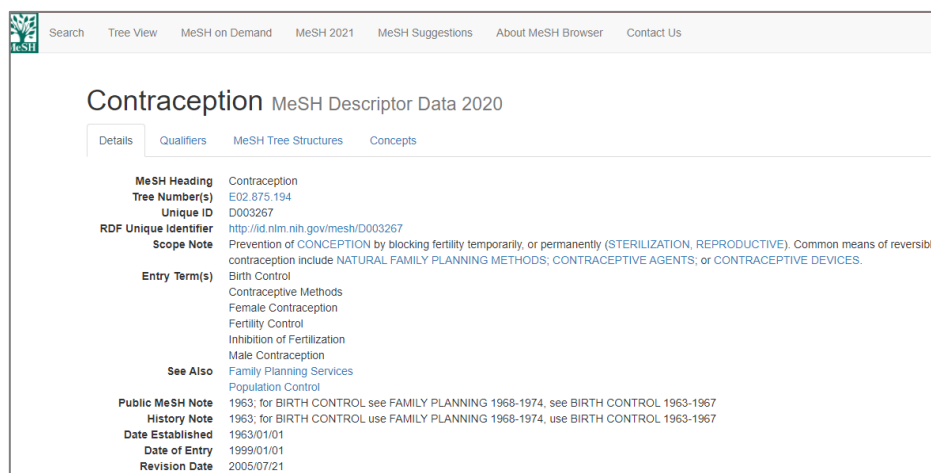 MeSH
Search Tree View MeSH on Demand MeSH 2021 MeSH Suggestions About MeSH Browser Contact Us
Contraception MeSH Descriptor Data 2020
Details Qualifiers MeSH Tree Structures Concepts
MeSH Heading Contraception
Tree Number(s) E02.875.194
Unique ID D003267
RDF Unique Identifier http://id.nlm.nih.gov/mesh/D003267
Scope Note Prevention of CONCEPTION by blocking fertility temporarily, or permanently (STERILIZATION, REPRODUCTIVE). Common means of reversibl
contraception include NATURAL FAMILY PLANNING METHODS; CONTRACEPTIVE AGENTS; or CONTRACEPTIVE DEVICES.
Entry Term(s) Birth Control
Contraceptive Methods
Female Contraception
Fertility Control
Inhibition of Fertilization
Male Contraception
See Also Family Planning Services
Population Control
Public MeSH Note 1963; for BIRTH CONTROL see FAMILY PLANNING 1968-1974, see BIRTH CONTROL 1963-1967
History Note 1963; for BIRTH CONTROL use FAMILY PLANNING 1968-1974, use BIRTH CONTROL 1963-1967
Date Established 1963/01/01
Date of Entry 1999/01/01
Revision Date 2005/07/21